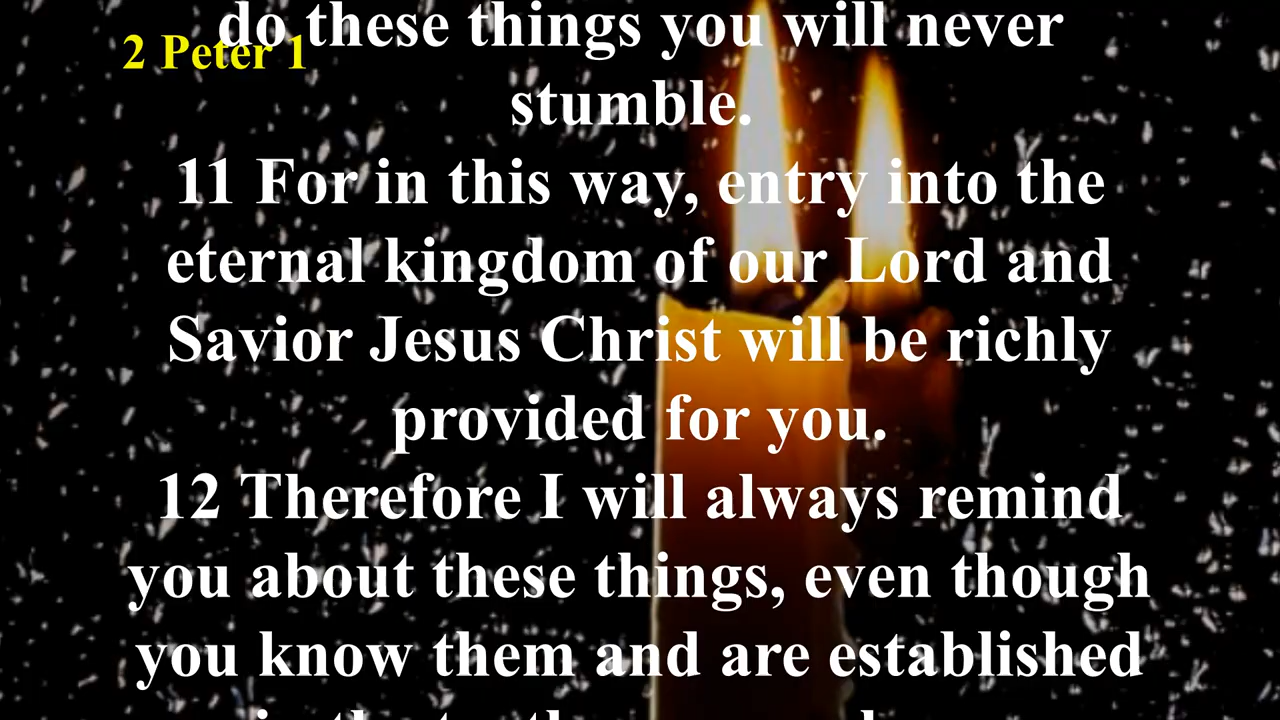 do these things you will never
2 Peter 1
stumble.
11 For in this way, entry into the
eternal kingdom of our Lord and
Savior Jesus Christ will be richly
provided for you.
12 Therefore I will always remind
you about these things, even though
you know them and are established